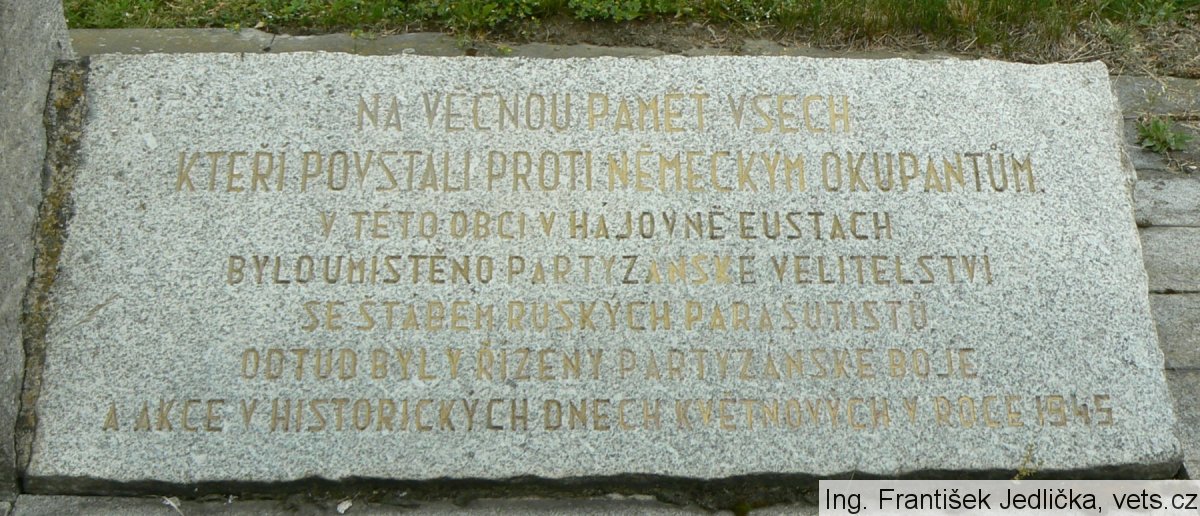 NA VĚČNOU PAMĚŤ VŠECH
KTEŘÍ POVSTALI PROTI NĚMECKÝM OKUPANTŮM.
V TÉTO OBCI V HÁJOVNĚ EUSTACH
BYLO UMÍSTĚNO PARTYZÁNSKÉ VELITELSTVÍ
SE ŠTÁBEM RUSKÝCH PARAŠUTISTŮ
ODTUD BYLY ŘÍZENY PARTYZÁNSKÉ BOJE
A AKCE V HISTORICKÝCH DNECH KVĚTNOVÝCH V ROCE 1945
Ing. František Jedlička, vets.cz